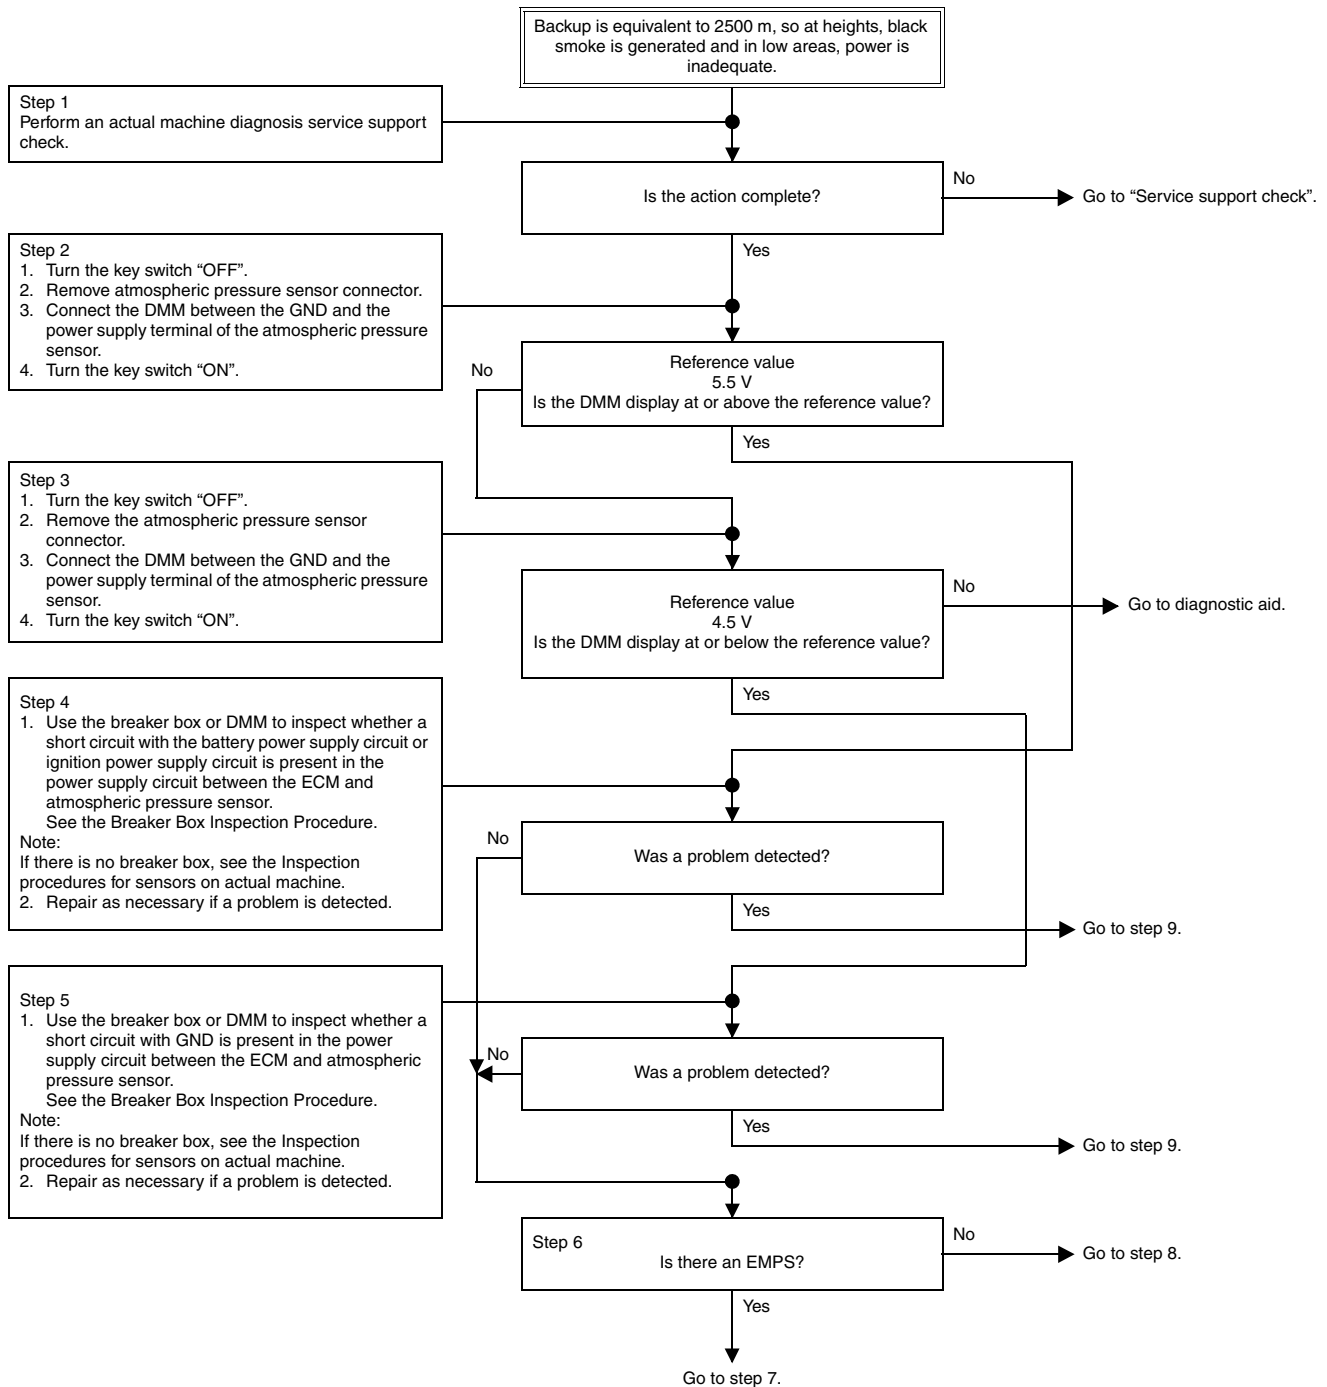 Backup is equivalent to 2500 m, so at heights, black
smoke is generated and in low areas, power is
inadequate.
Step 1
Perform an actual machine diagnosis service support
check.
Is the action complete?
No
Go to “Service support check”.
Yes
Step 2
1. Turn the key switch “OFF”.
2. Remove atmospheric pressure sensor connector.
3. Connect the DMM between the GND and the
power supply terminal of the atmospheric pressure
sensor.
4. Turn the key switch “ON”.
No
Reference value
5.5 V
Is the DMM display at or above the reference value?
Yes
Step 3
1. Turn the key switch “OFF”.
2. Remove the atmospheric pressure sensor
connector.
3. Connect the DMM between the GND and the
power supply terminal of the atmospheric pressure
sensor.
4. Turn the key switch “ON”.
Reference value
4.5 V
Is the DMM display at or below the reference value?
No
Go to diagnostic aid.
Yes
Step 4
1. Use the breaker box or DMM to inspect whether a
short circuit with the battery power supply circuit or
ignition power supply circuit is present in the
power supply circuit between the ECM and
atmospheric pressure sensor.
See the Breaker Box Inspection Procedure.
Note:
If there is no breaker box, see the Inspection
procedures for sensors on actual machine.
2. Repair as necessary if a problem is detected.
No
Was a problem detected?
Yes
Go to step 9.
Step 5
1. Use the breaker box or DMM to inspect whether a
short circuit with GND is present in the power
supply circuit between the ECM and atmospheric
pressure sensor.
See the Breaker Box Inspection Procedure.
Note:
If there is no breaker box, see the Inspection
procedures for sensors on actual machine.
2. Repair as necessary if a problem is detected.
No
Was a problem detected?
Yes
Go to step 9.
Step 6
Is there an EMPS?
No
Go to step 8.
Yes
Go to step 7.